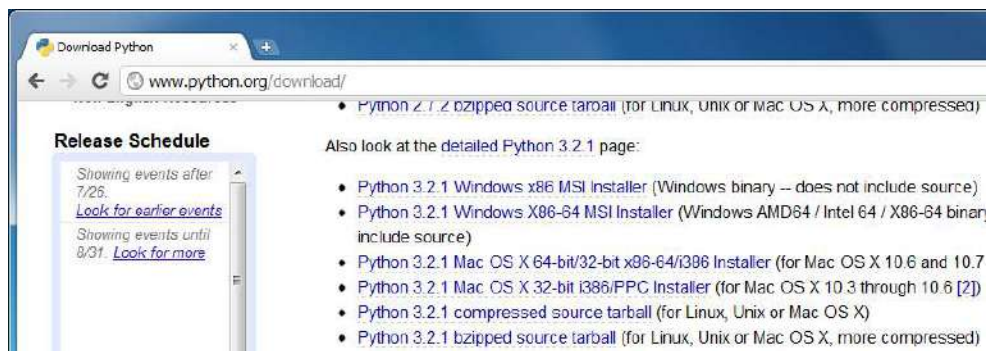 Download Python
www.python.org/download/
Non-English Resources
Python 2.7.2 bzipped source tarball (for Linux, Unix or Mac OS X, more compressed)
Release Schedule
Showing events after
7/26.
Look for earlier events
Showing events until
8/31. Look for more
Also look at the detailed Python 3.2.1 page:
Python 3.2.1 Windows x86 MSI Installer (Windows binary -- does not include source)
Python 3.2.1 Windows X86-64 MSI Installer (Windows AMD64 / Intel 64 / X86-64 binary
include source)
Python 3.2.1 Mac OS X 64-bit/32-bit x86-64/i386 Installer (for Mac OS X 10.6 and 10.7
Python 3.2.1 Mac OS X 32-bit i386/PPC Installer (for Mac OS X 10.3 through 10.6 [2])
Python 3.2.1 compressed source tarball (for Linux, Unix or Mac OS X)
Python 3.2.1 bzipped source tarball (for Linux, Unix or Mac OS X, more compressed)